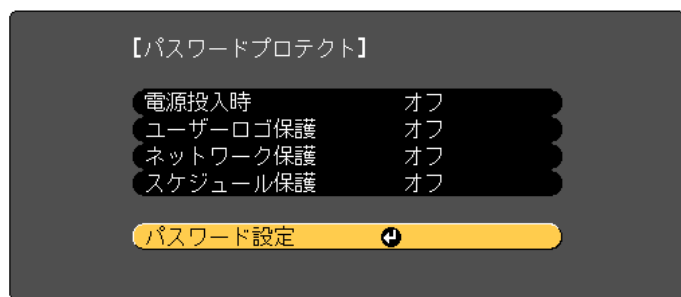 【パスワードプロテクト】
電源投入時 オフ
ユーザーロゴ保護 オフ
ネットワーク保護 オフ
スケジュール保護 オフ
パスワード設定